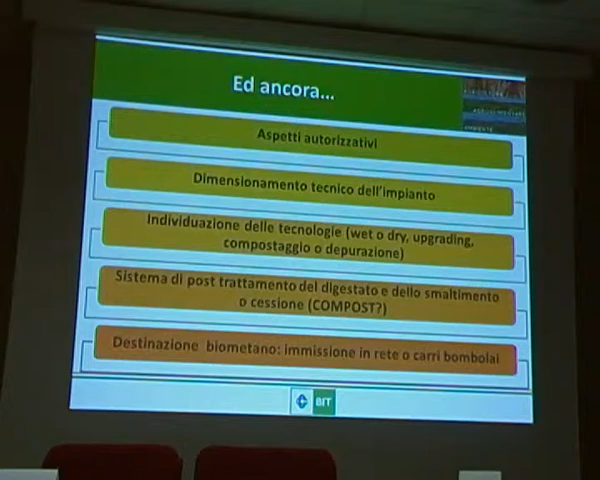 Ed ancora...
Aspetti autorizzativi
Dimensionamento tecnico dell'impianto
Individuazione delle tecnologie (wet o dry, upgrading,
compostaggio o depurazione)
Sistema di post trattamento del digestato e dello smaltimento
o cessione (COMPOST?)
Destinazione biometano: immissione in rete o carri bombolai
BIT